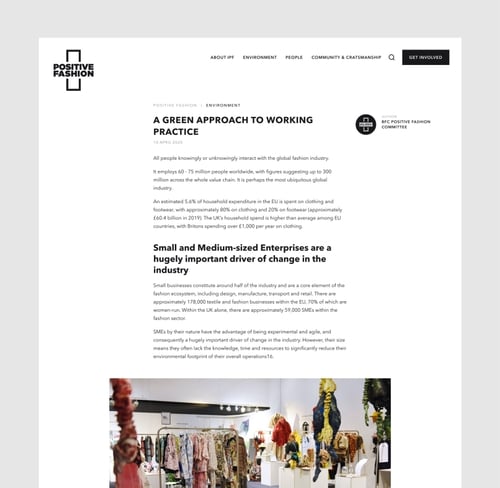 POSITIVE
FASHION
ABOUT IPF
ENVIRONMENT
PEOPLE
COMMUNITY & CRATSMANSHIP
GET INVOLVED
POSITIVE FASHION | ENVIRONMENT
A GREEN APPROACH TO WORKING
PRACTICE
16 APRIL 2020
AUTHOR
BFC POSITIVE FASHION
COMMITTEE
All people knowingly or unknowingly interact with the global fashion industry.
It employs 60 - 75 million people worldwide, with figures suggesting up to 300
million across the whole value chain. It is perhaps the most ubiquitous global
industry.
An estimated 5.6% of household expenditure in the EU is spent on clothing and
footwear, with approximately 80% on clothing and 20% on footwear (approximately
£60.4 billion in 2019). The UK's household spend is higher than average among EU
countries, with Britons spending over £1,000 per year on clothing.
Small and Medium-sized Enterprises are a
hugely important driver of change in the
industry
Small businesses constitute around half of the industry and are a core element of the
fashion ecosystem, including design, manufacture, transport and retail. There are
approximately 178,000 textile and fashion businesses within the EU, 70% of which are
women-run. Within the UK alone, there are approximately 59,000 SMEs within the
fashion sector.
SMEs by their nature have the advantage of being experimental and agile, and
consequently a hugely important driver of change in the industry. However, their size
means they often lack the knowledge, time and resources to significantly reduce their
environmental footprint of their overall operations16.